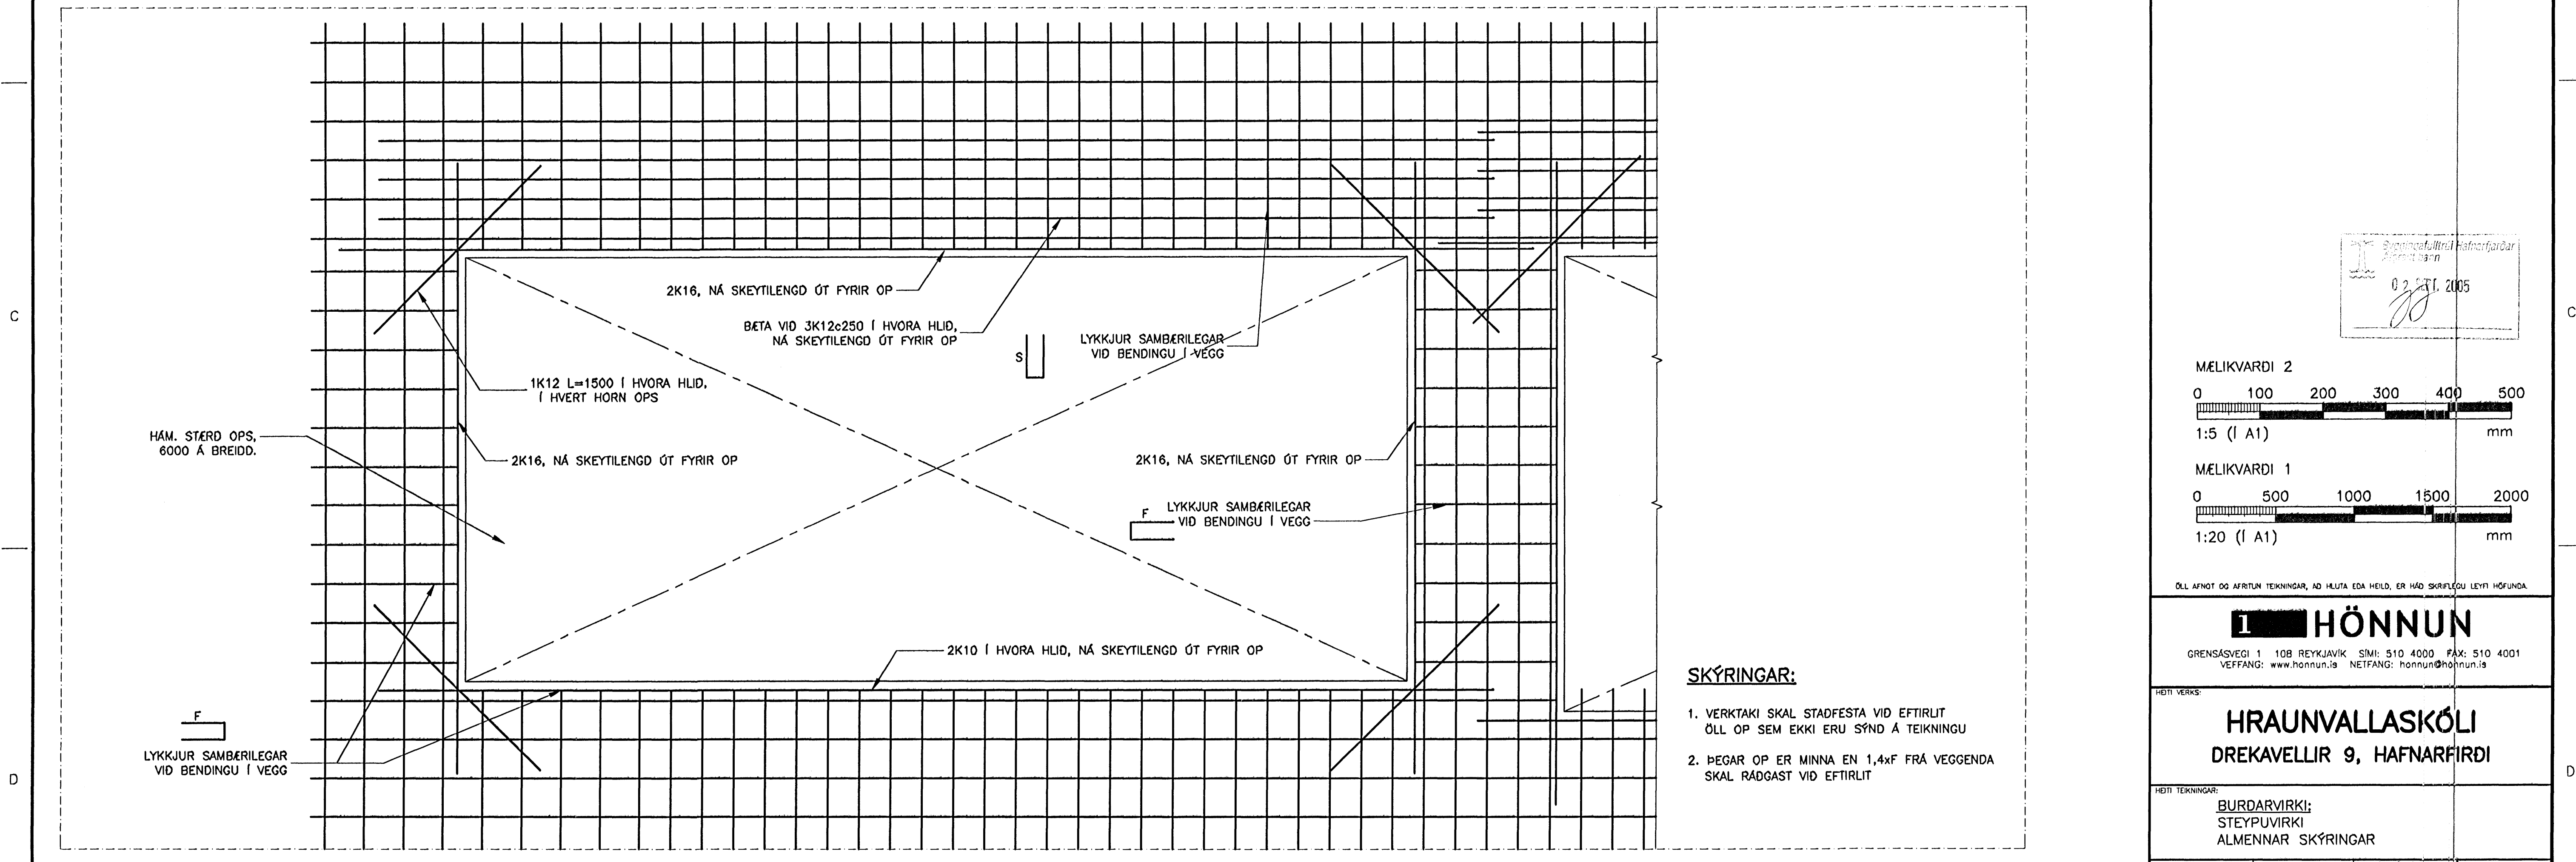 2K16, NÁ SKEYTILENGD ÚT FYRIR OP
BÆTA VIÐ 3K12c250 Í HVORA HLIÐ,
NÁ SKEYTILENGD ÚT FYRIR OP
LYKKJUR SAMBÆRILEGAR
VIÐ BENDINGU Í VEGG
S
1K12 L=1500 Í HVORA HLIÐ,
Í HVERT HORN OPS
HÁM. STÆRÐ OPS,
6000 Á BREIDD.
2K16, NÁ SKEYTILENGD ÚT FYRIR OP
2K16, NÁ SKEYTILENGD ÚT FYRIR OP
F
LYKKJUR SAMBÆRILEGAR
VIÐ BENDINGU Í VEGG
2K10 Í HVORA HLIÐ, NÁ SKEYTILENGD ÚT FYRIR OP
F
LYKKJUR SAMBÆRILEGAR
VIÐ BENDINGU Í VEGG
SKÝRINGAR:
1. VERKTAKI SKAL STAÐFESTA VIÐ EFTIRLIT
ÖLL OP SEM EKKI ERU SÝND Á TEIKNINGU
2. ÞEGAR OP ER MINNA EN 1,4xF FRÁ VEGGENDA
SKAL RÁÐGAST VIÐ EFTIRLIT
C
D
C
D
Hafnarfjarðar
2005
MÆLIKVARÐI 2
0 100 200 300 400 500
1:5 (Í A1) mm
MÆLIKVARÐI 1
0 500 1000 1500 2000
1:20 (Í A1) mm
ÖLL AFNOT OG AFRITUN TEIKNINGAR, AÐ HLUTA EÐA HEILD, ER HÁÐ SKRIFLEGU LEYFI HÖFUNDA.
1 HÖNNUN
GRENSÁSVEGI 1 108 REYKJAVÍK SÍMI: 510 4000 FAX: 510 4001
VEFFANG: www.honnun.is NETFANG: honnun@honnun.is
HEITI VERKS:
HRAUNVALLASKÓLI
DREKAVELLIR 9, HAFNARFIRÐI
HEITI TEIKNINGAR:
BURÐARVIRKI:
STEYPUVIRKI
ALMENNAR SKÝRINGAR